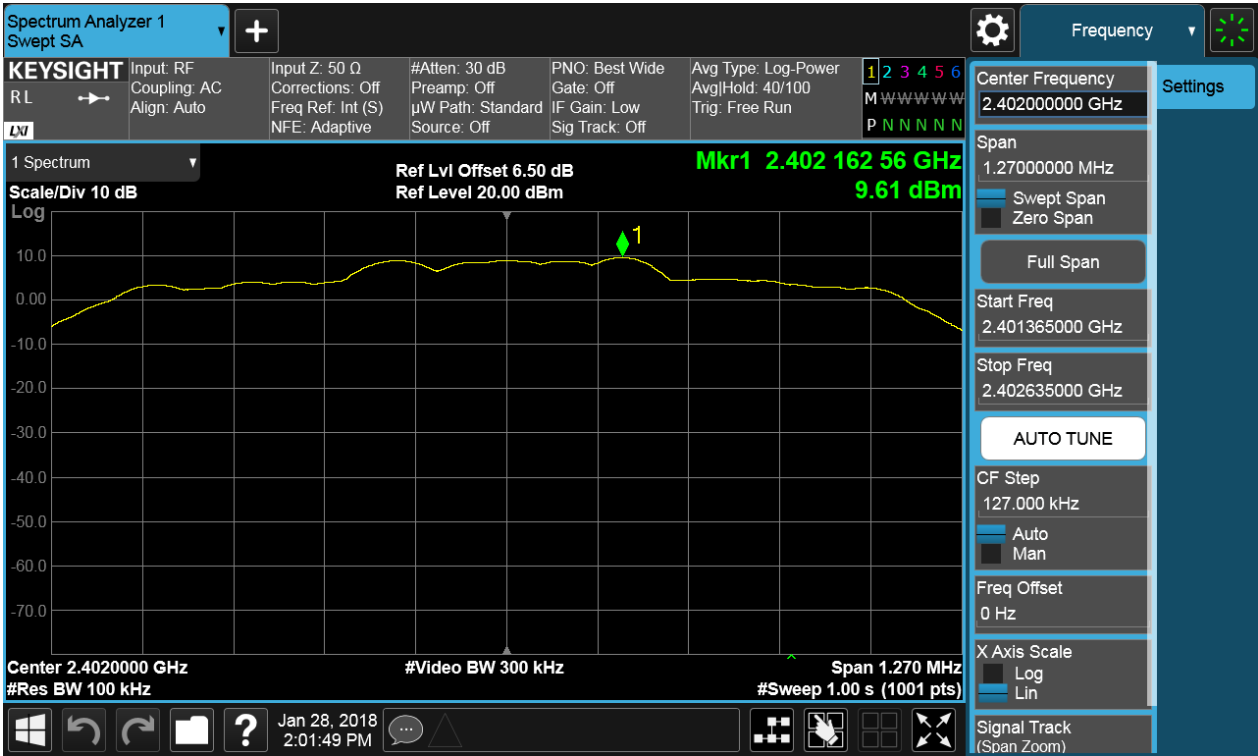 Spectrum Analyzer 1
Swept SA
Frequency
KEYSIGHT
R L
LXI
Input: RF
Coupling: AC
Align: Auto
Input Z: 50 Ω
Corrections: Off
Freq Ref: Int (S)
NFE: Adaptive
#Atten: 30 dB
Preamp: Off
µW Path: Standard
Source: Off
PNO: Best Wide
Gate: Off
IF Gain: Low
Sig Track: Off
Avg Type: Log-Power
Avg|Hold: 40/100
Trig: Free Run
1 2 3 4 5 6
M W W W W W
P N N N N N
1 Spectrum
Scale/Div 10 dB
Log
Ref Lvl Offset 6.50 dB
Ref Level 20.00 dBm
Mkr1 2.402 162 56 GHz
9.61 dBm
1
10.0
0.00
-10.0
-20.0
-30.0
-40.0
-50.0
-60.0
-70.0
Center 2.4020000 GHz
#Res BW 100 kHz
#Video BW 300 kHz
Span 1.270 MHz
#Sweep 1.00 s (1001 pts)
Center Frequency
2.402000000 GHz
Settings
Span
1.27000000 MHz
Swept Span
Zero Span
Full Span
Start Freq
2.401365000 GHz
Stop Freq
2.402635000 GHz
AUTO TUNE
CF Step
127.000 kHz
Auto
Man
Freq Offset
0 Hz
X Axis Scale
Log
Lin
Signal Track
(Span Zoom)
?
Jan 28, 2018
2:01:49 PM